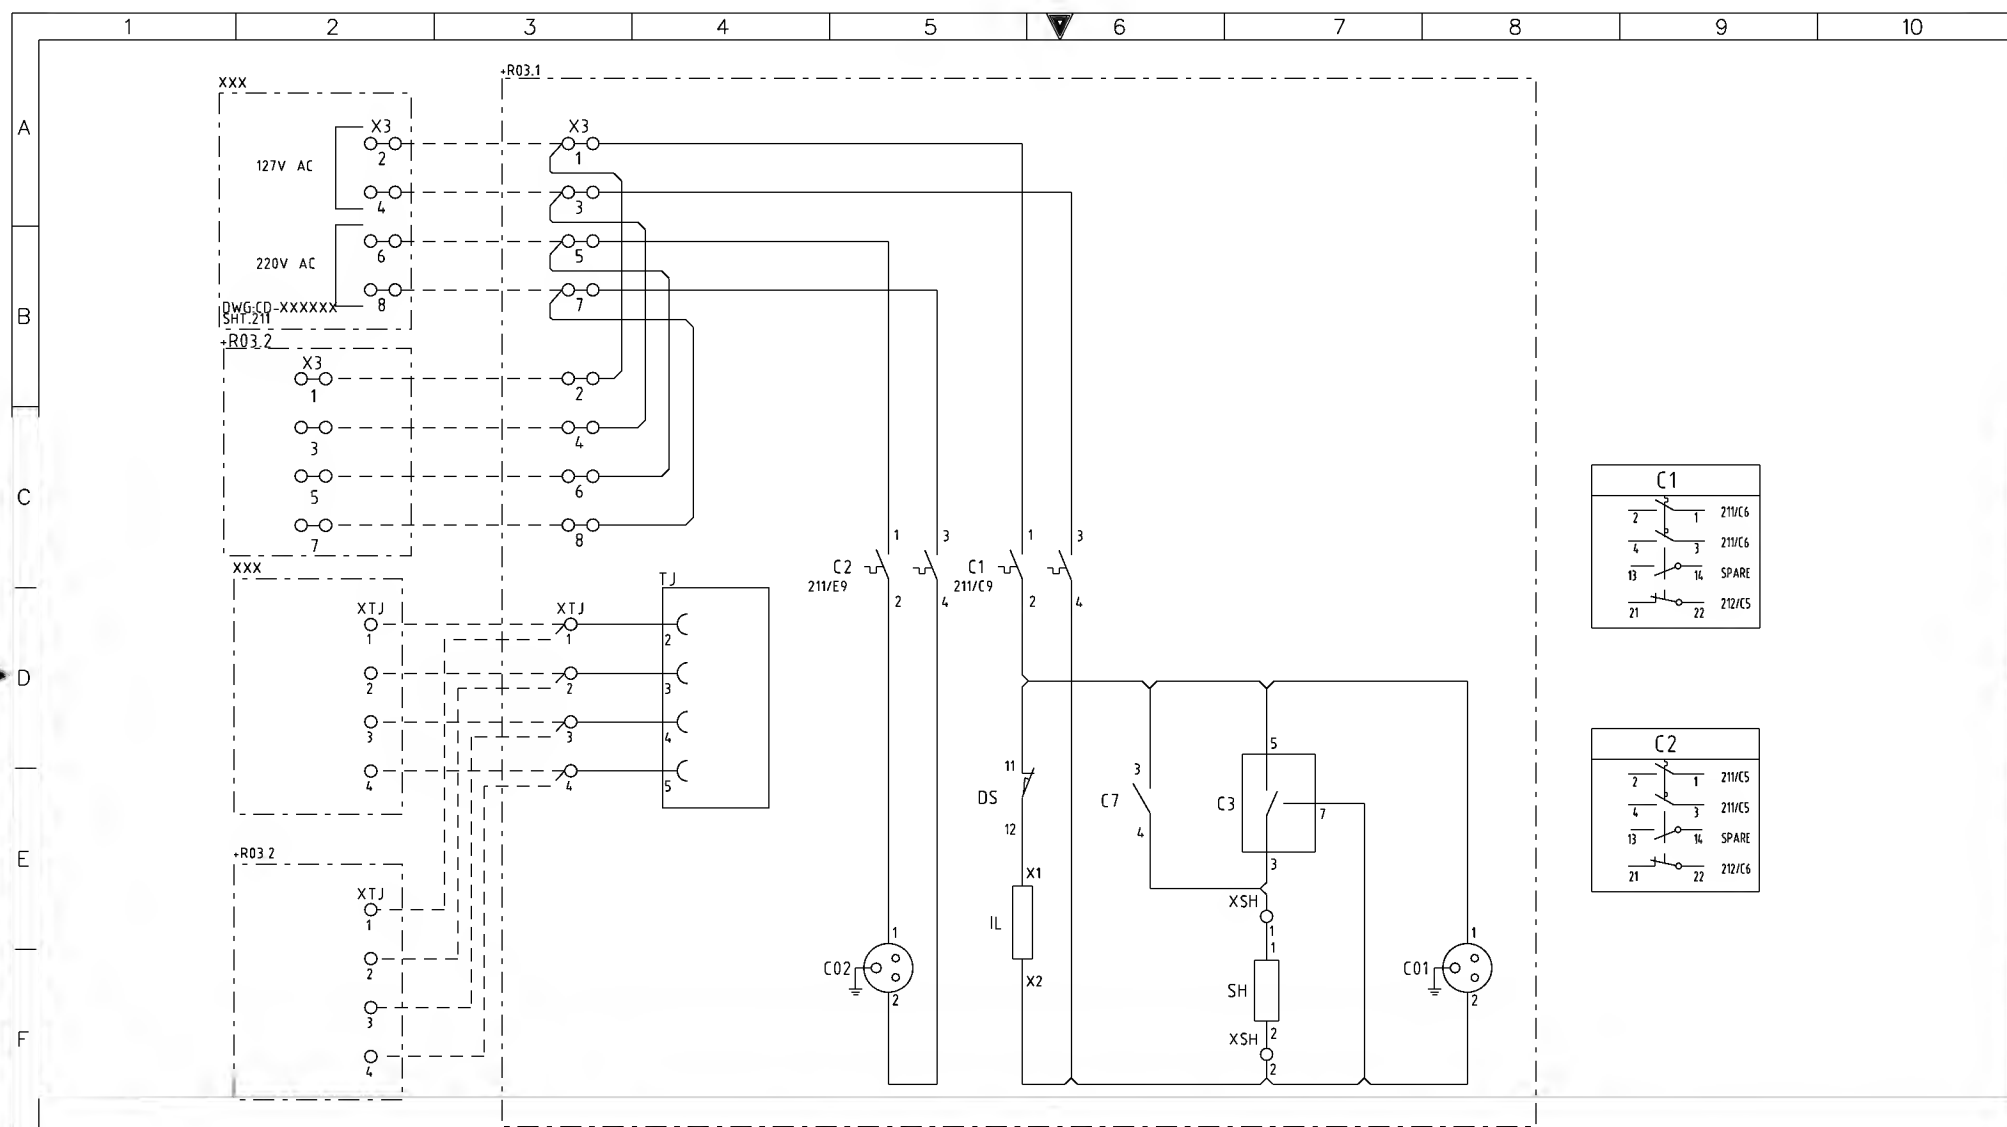 1 2 3 4 5 6 7 8 9 10
A
B
C
D
E
F
XXX
X3
127V AC
2
4
220V AC
6
8
DWG:CD-XXXXXX
SHT.211
+R03.2
X3
1
3
5
7
XXX
XTJ
1
2
3
4
+R03.2
XTJ
1
2
3
4
+R03.1
X3
1
3
5
7
2
4
6
8
XTJ
1
2
3
4
TJ
2
3
4
5
1 3
C2
211/E9
2 4
1 3
C1
211/C9
2 4
11
DS
12
X1
IL
X2
3
C7
4
5
C3
7
3
XSH
1
1
SH
2
XSH
2
1
C02
2
1
C01
2
C1
2 1 211/C6
4 3 211/C6
13 14 SPARE
21 22 212/C5
C2
2 1 211/C5
4 3 211/C5
13 14 SPARE
21 22 212/C6